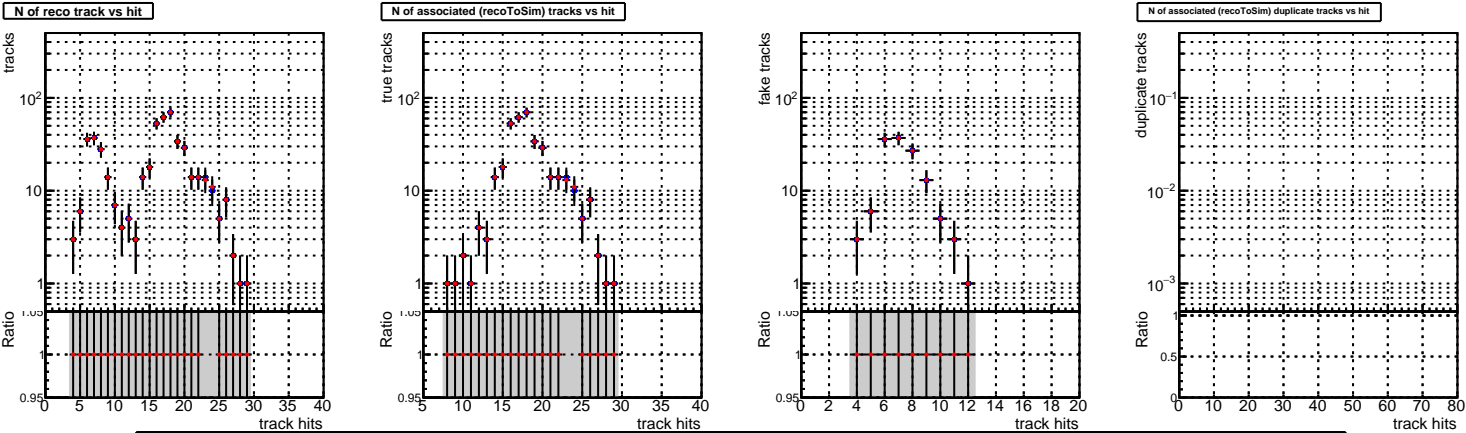 N of reco track vs hit
tracks
10²
10
1
Ratio
1.05
1
0.95
0 5 10 15 20 25 30 35 40
track hits
N of associated (recoToSim) tracks vs hit
true tracks
10²
10
1
Ratio
1.05
1
0.95
5 10 15 20 25 30 35 40
track hits
fake tracks
10²
10
1
Ratio
1.05
1
0.95
0 2 4 6 8 10 12 14 16 18 20
track hits
N of associated (recoToSim) duplicate tracks vs hit
duplicate tracks
10⁻¹
10⁻²
10⁻³
Ratio
1
0.5
0
0 10 20 30 40 50 60 70 80
track hits